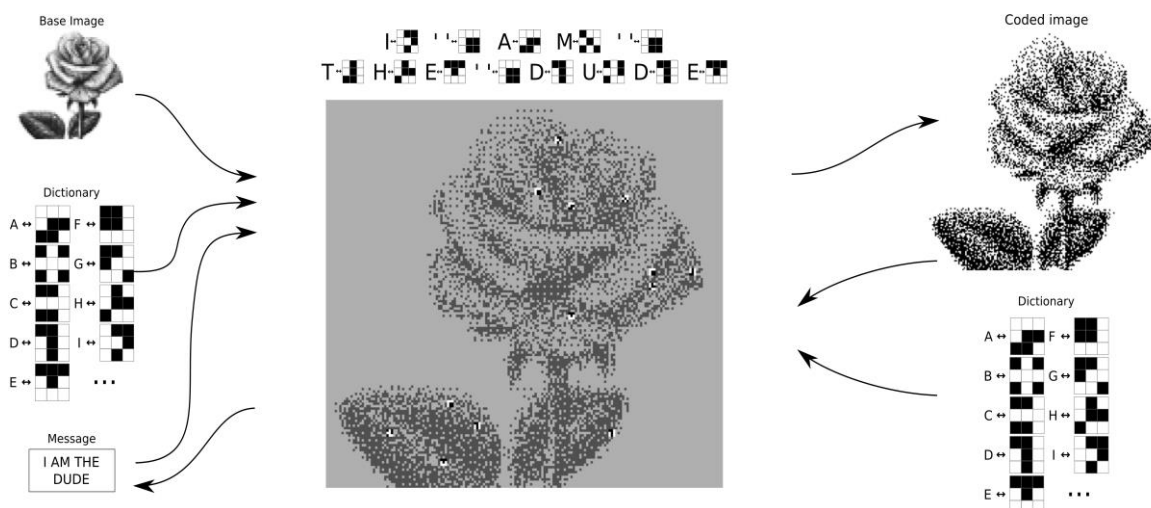 Base Image
Dictionary
A ↔ F ↔
B ↔ G ↔
C ↔ H ↔
D ↔ I ↔
E ↔ ...
Message
I AM THE
DUDE
I↔ ' '↔ A↔ M↔ ' '↔
T↔ H↔ E↔ ' '↔ D↔ U↔ D↔ E↔
Coded image
Dictionary
A ↔ F ↔
B ↔ G ↔
C ↔ H ↔
D ↔ I ↔
E ↔ ...